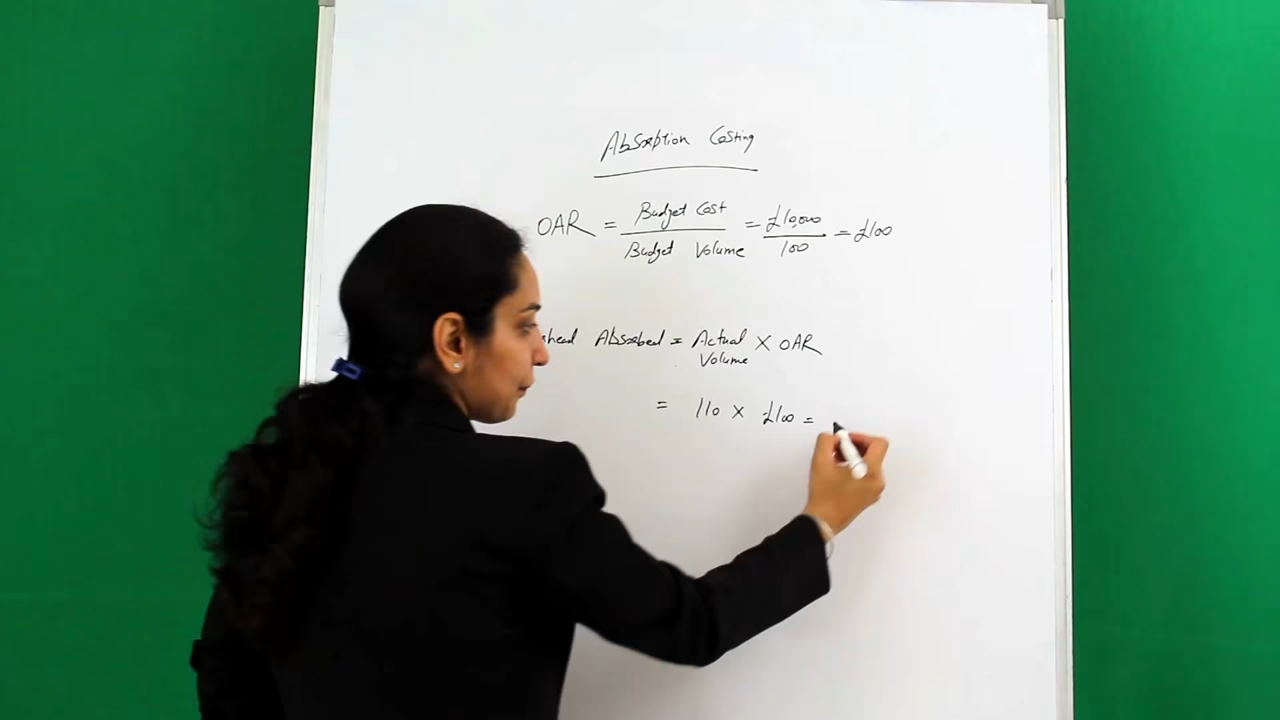 Absorption Costing
OAR = Budget Cost / Budget Volume = £10,000 / 100 = £100
head Absorbed = Actual Volume X OAR
= 110 X £100 =